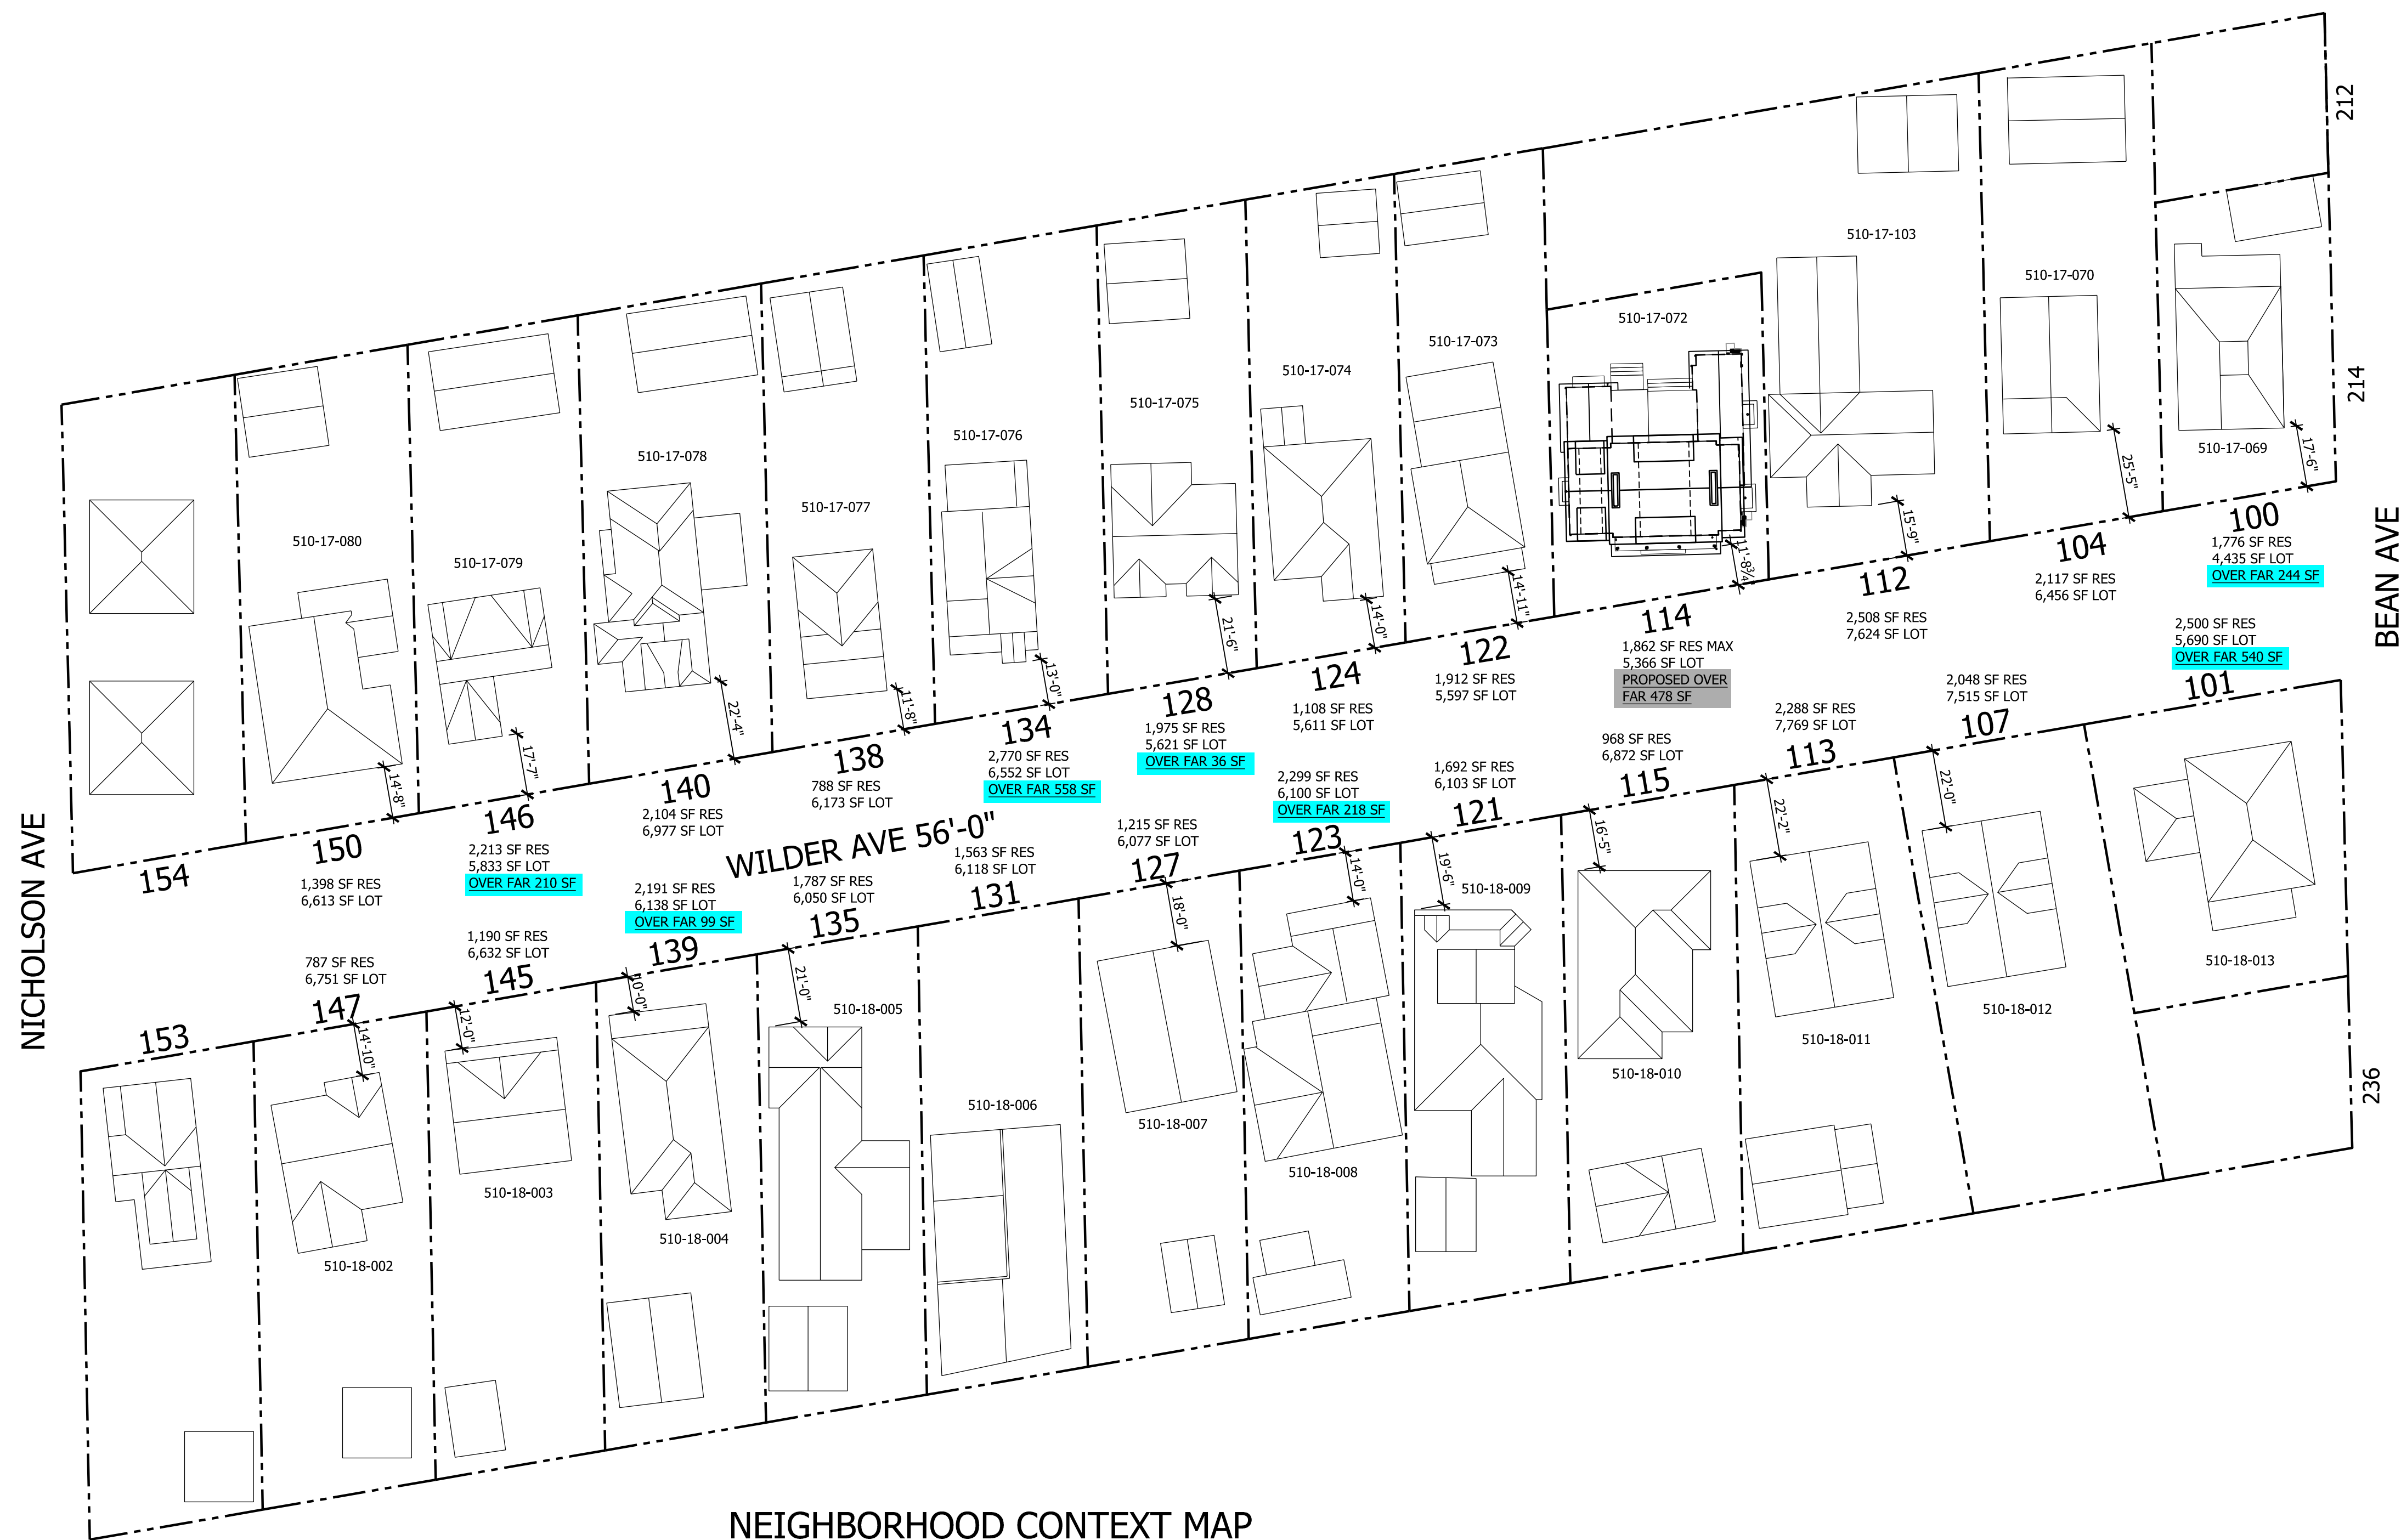 212
510-17-103
510-17-070
510-17-072
510-17-073
510-17-074
510-17-075
510-17-076
510-17-078
510-17-077
510-17-079
510-17-080
510-17-069
214
17'-6"
25'-5"
15'-9"
11'-8¾"
14'-11"
14'-0"
21'-6"
13'-0"
11'-8"
22'-4"
17'-7"
14'-8"
BEAN AVE
NICHOLSON AVE
100
1,776 SF RES
4,435 SF LOT
OVER FAR 244 SF
104
2,117 SF RES
6,456 SF LOT
112
2,508 SF RES
7,624 SF LOT
114
1,862 SF RES MAX
5,366 SF LOT
PROPOSED OVER
FAR 478 SF
122
1,912 SF RES
5,597 SF LOT
124
1,108 SF RES
5,611 SF LOT
128
1,975 SF RES
5,621 SF LOT
OVER FAR 36 SF
134
2,770 SF RES
6,552 SF LOT
OVER FAR 558 SF
138
788 SF RES
6,173 SF LOT
140
2,104 SF RES
6,977 SF LOT
146
2,213 SF RES
5,833 SF LOT
OVER FAR 210 SF
150
1,398 SF RES
6,613 SF LOT
154
WILDER AVE 56'-0"
2,500 SF RES
5,690 SF LOT
OVER FAR 540 SF
101
2,048 SF RES
7,515 SF LOT
107
2,288 SF RES
7,769 SF LOT
113
968 SF RES
6,872 SF LOT
115
1,692 SF RES
6,103 SF LOT
121
2,299 SF RES
6,100 SF LOT
OVER FAR 218 SF
123
1,215 SF RES
6,077 SF LOT
127
1,563 SF RES
6,118 SF LOT
131
1,787 SF RES
6,050 SF LOT
135
2,191 SF RES
6,138 SF LOT
OVER FAR 99 SF
139
1,190 SF RES
6,632 SF LOT
145
787 SF RES
6,751 SF LOT
147
153
22'-0"
22'-2"
16'-5"
19'-6"
14'-0"
18'-0"
21'-0"
10'-0"
12'-0"
14'-10"
510-18-009
510-18-013
510-18-005
510-18-012
510-18-011
510-18-010
510-18-006
510-18-007
510-18-008
510-18-003
510-18-004
510-18-002
236
NEIGHBORHOOD CONTEXT MAP